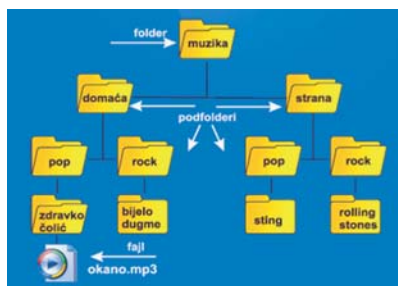 folder
muzika
domaća
strana
podfolderi
pop
rock
pop
rock
zdravko
čolić
bijelo
dugme
sting
rolling
stones
fajl
okano.mp3